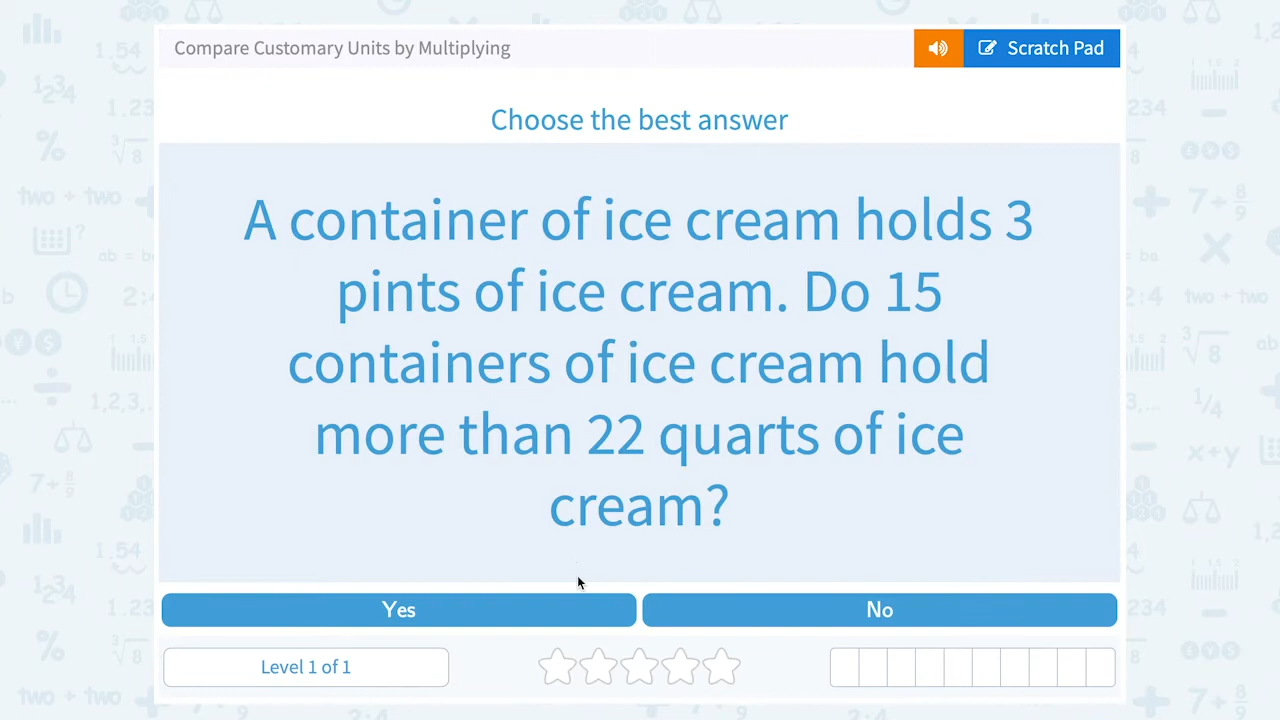 Compare Customary Units by Multiplying
Scratch Pad
Choose the best answer
A container of ice cream holds 3
pints of ice cream. Do 15
containers of ice cream hold
more than 22 quarts of ice
cream?
Yes
No
Level 1 of 1